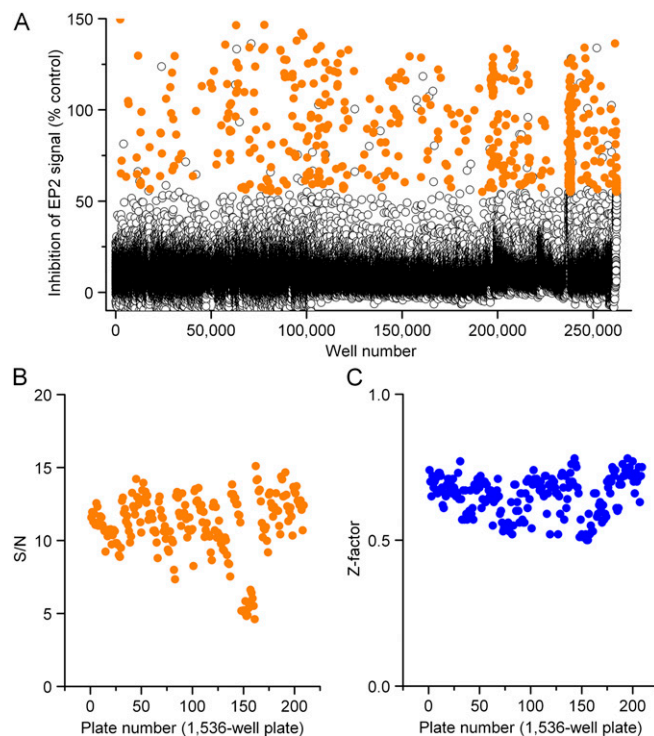 A
Inhibition of EP2 signal (% control)
150
100
50
0
0 50,000 100,000 150,000 200,000 250,000
Well number
B
S/N
20
15
10
5
0
0 50 100 150 200
Plate number (1,536-well plate)
C
Z-factor
1.0
0.5
0.0
0 50 100 150 200
Plate number (1,536-well plate)